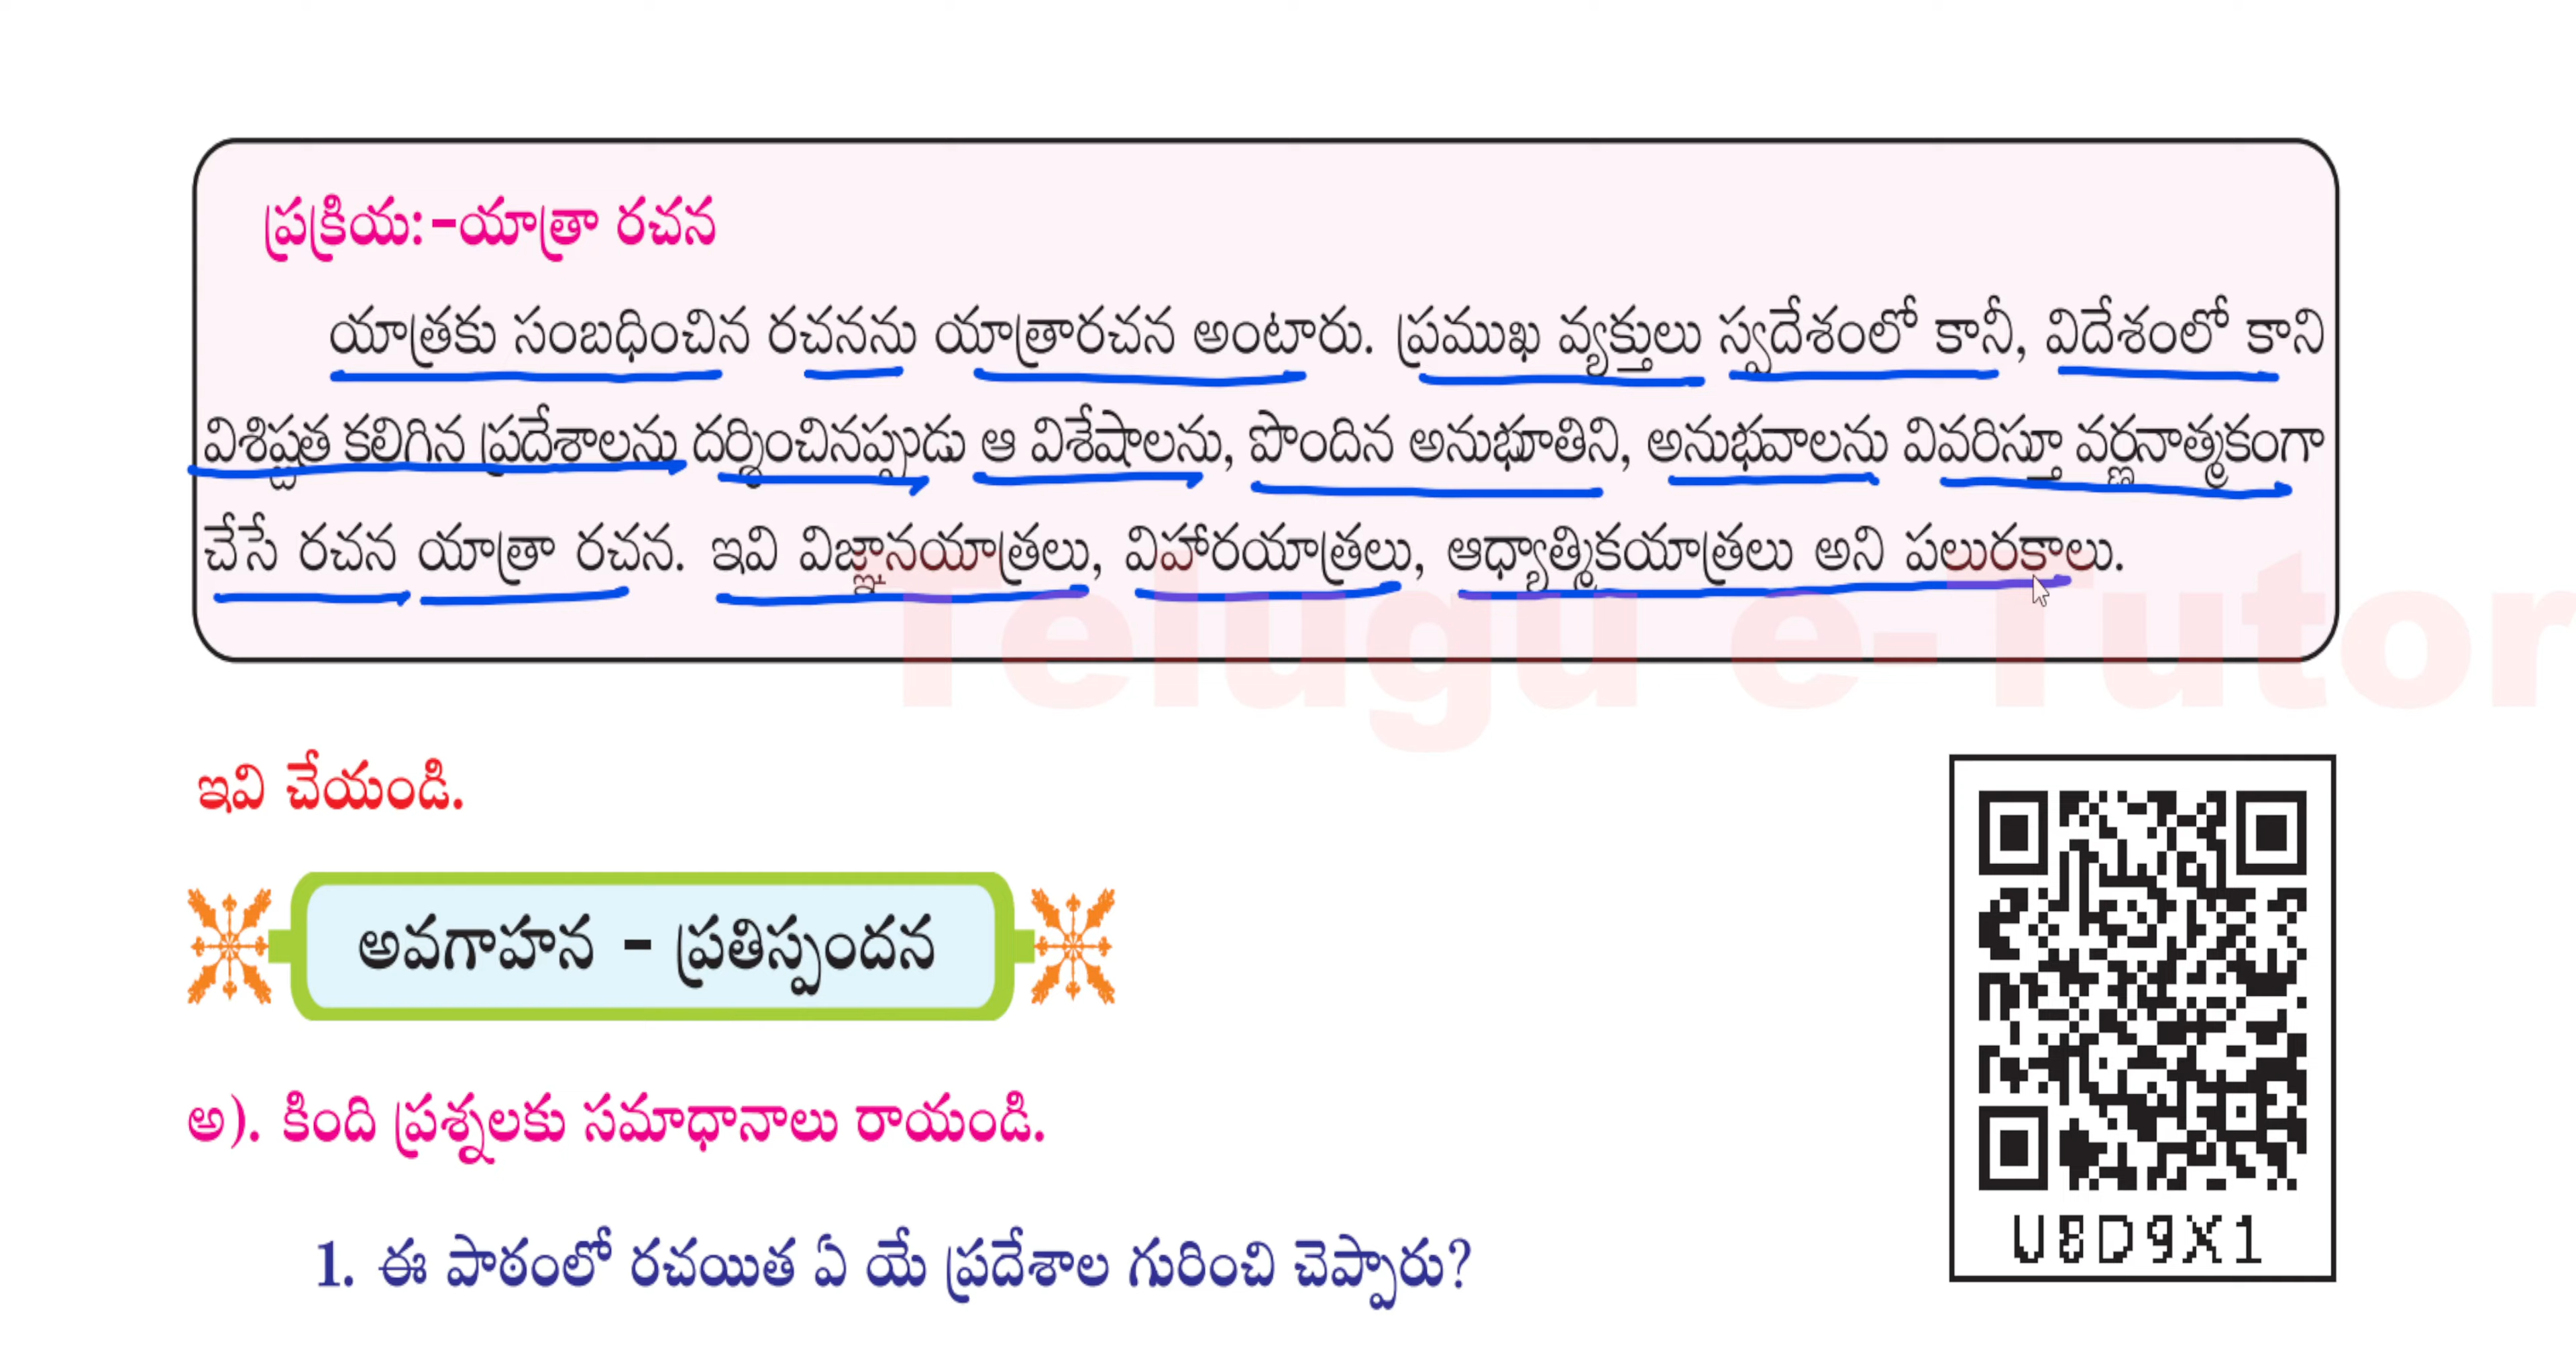 ప్రక్రియ:-యాత్రా రచన
యాత్రకు సంబధించిన రచనను యాత్రారచన అంటారు. ప్రముఖ వ్యక్తులు స్వదేశంలో కానీ, విదేశంలో కాని
విశిష్టత కలిగిన ప్రదేశాలను దర్శించినప్పుడు ఆ విశేషాలను, పొందిన అనుభూతిని, అనుభవాలను వివరిస్తూ వర్ణనాత్మకంగా
చేసే రచన యాత్రా రచన. ఇవి విజ్ఞానయాత్రలు, విహారయాత్రలు, ఆధ్యాత్మికయాత్రలు అని పలురకాలు.
Telugu e-Tutor
ఇవి చేయండి.
అవగాహన - ప్రతిస్పందన
అ). కింది ప్రశ్నలకు సమాధానాలు రాయండి.
1. ఈ పాఠంలో రచయిత ఏ యే ప్రదేశాల గురించి చెప్పారు?
U8D9X1